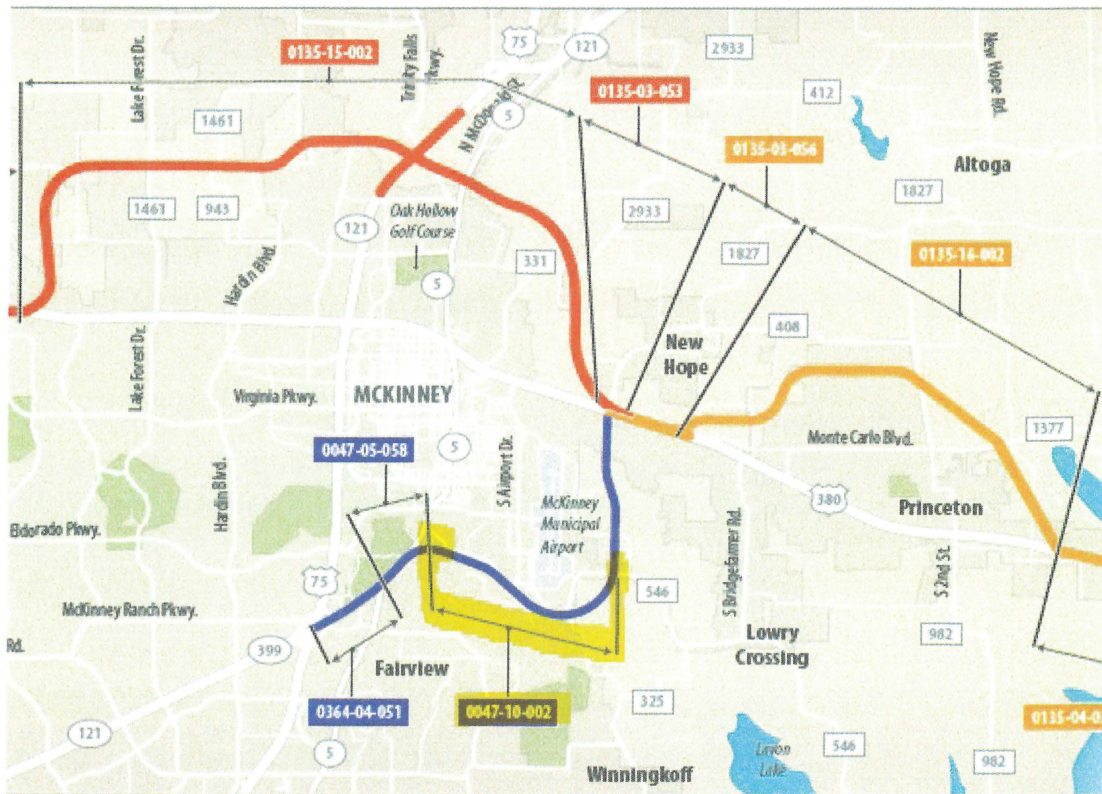 75
121
2933
Lake Forest Dr.
0135-15-002
Trinity Falls
Pkwy.
New Hope Rd.
0135-03-053
412
N McDonald
5
1461
0135-03-056
Altoga
1461
943
Oak Hollow
Golf Course
2933
1827
121
1827
Hardin Blvd.
5
331
0135-16-002
408
New
Hope
Lake Forest Dr.
Virginia Pkwy.
MCKINNEY
0047-05-058
5
S Airport Dr.
Monte Carlo Blvd.
1377
Hardin Blvd.
McKinney
Municipal
Airport
380
Princeton
Eldorado Pkwy.
S Bridgefarmer Rd.
S 2nd St.
75
546
McKinney Ranch Pkwy.
Rd.
399
Fairview
Lowry
Crossing
982
0364-04-051
0047-10-002
325
121
5
Lavon
Lake
546
982
Winningkoff